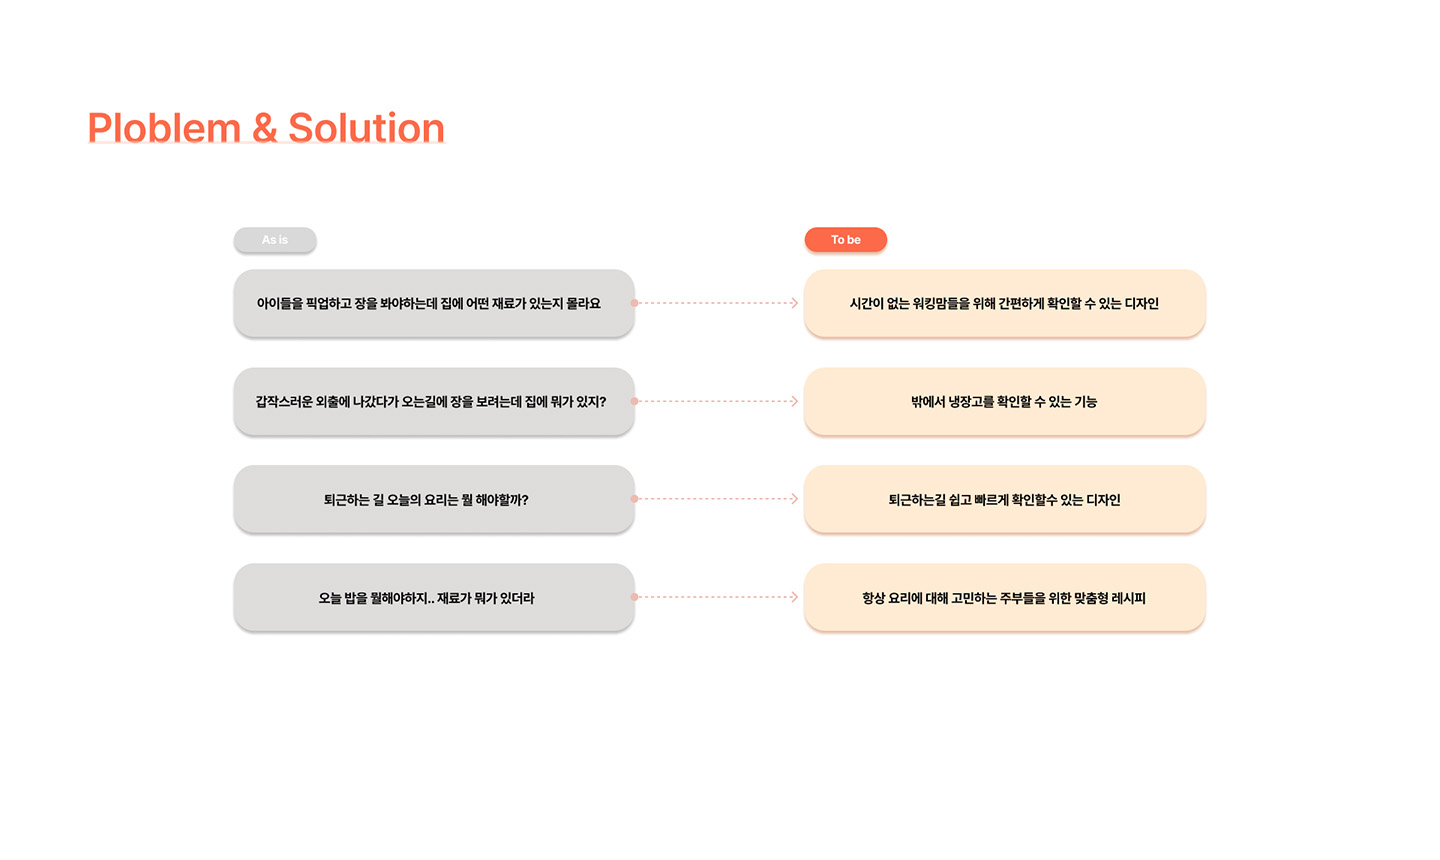 Ploblem & Solution
As is
To be
아이들을 픽업하고 장을 봐야하는데 집에 어떤 재료가 있는지 몰라요
시간이 없는 워킹맘들을 위해 간편하게 확인할 수 있는 디자인
갑작스러운 외출에 나갔다가 오는길에 장을 보려는데 집에 뭐가 있지?
밖에서 냉장고를 확인할 수 있는 기능
퇴근하는 길 오늘의 요리는 뭘 해야할까?
퇴근하는길 쉽고 빠르게 확인할수 있는 디자인
오늘 밥을 뭘해야하지.. 재료가 뭐가 있더라
항상 요리에 대해 고민하는 주부들을 위한 맞춤형 레시피